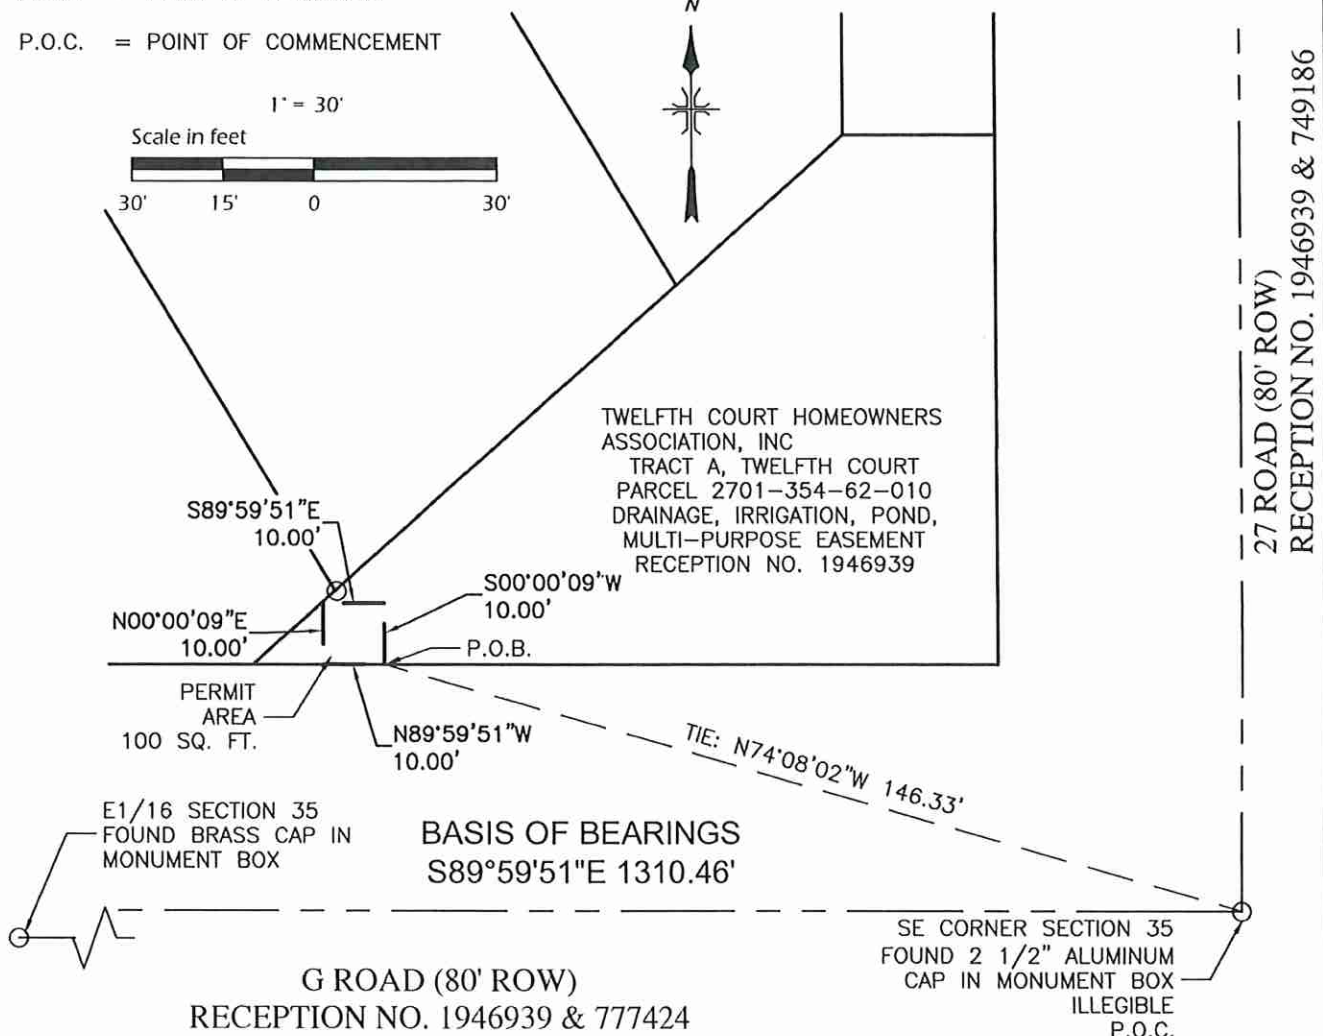 P.O.C. = POINT OF COMMENCEMENT
N
1" = 30'
Scale in feet
30' 15' 0 30'
27 ROAD (80' ROW)
RECEPTION NO. 1946939 & 749186
TWELFTH COURT HOMEOWNERS
ASSOCIATION, INC
TRACT A, TWELFTH COURT
PARCEL 2701-354-62-010
DRAINAGE, IRRIGATION, POND,
MULTI-PURPOSE EASEMENT
RECEPTION NO. 1946939
S89°59'51"E
10.00'
S00°00'09"W
10.00'
N00°00'09"E
10.00'
P.O.B.
PERMIT
AREA
100 SQ. FT.
N89°59'51"W
10.00'
TIE: N74°08'02"W 146.33'
E1/16 SECTION 35
FOUND BRASS CAP IN
MONUMENT BOX
BASIS OF BEARINGS
S89°59'51"E 1310.46'
SE CORNER SECTION 35
FOUND 2 1/2" ALUMINUM
CAP IN MONUMENT BOX
ILLEGIBLE
P.O.C.
G ROAD (80' ROW)
RECEPTION NO. 1946939 & 777424